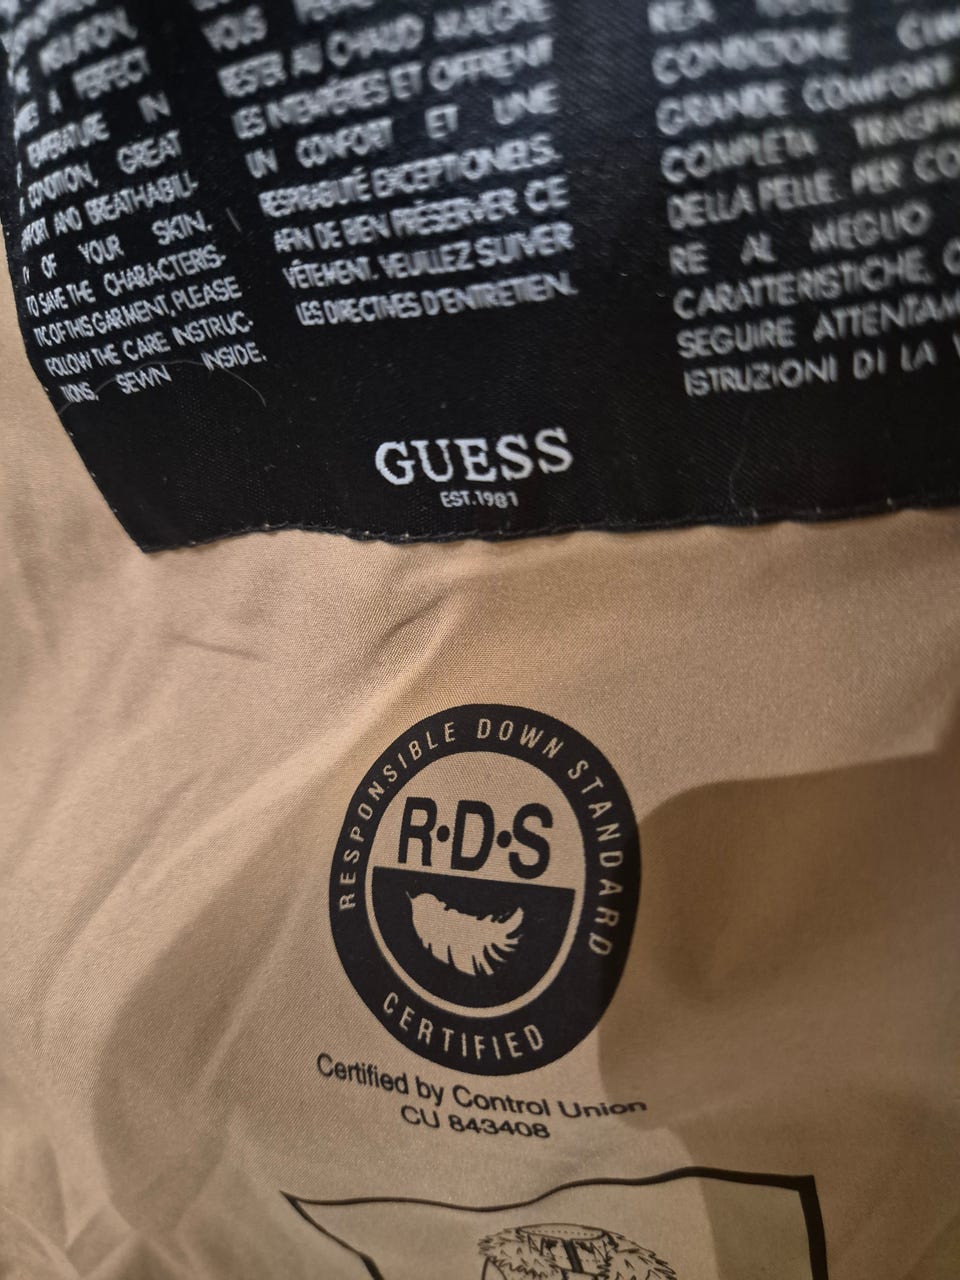 INSULATION,
A PERFECT
TEMPERATURE IN
CONDITION, GREAT
AND BREATHABILI-
OF YOUR SKIN.
TO SAVE THE CHARACTERIS-
TIC OF THIS GARMENT, PLEASE
FOLLOW THE CARE INSTRUC-
TIONS, SEWN INSIDE.
VOUS
RESTER AU CHAUD MALGRÉ
LES INTEMPÉRIES ET OFFRENT
UN CONFORT ET UNE
RESPIRABILITÉ EXCEPTIONELS.
AFIN DE BIEN PRÉSERVER CE
VÊTEMENT. VEUILLEZ SUIVRE
LES DIRECTIVES D'ENTRETIEN.
REA
CONDIZIONE
GRANDE COMFORT
COMPLETA
DELLA PELLE. PER CO
RE AL MEGLIO
CARATTERISTICHE,
SEGUIRE ATTENTAM
ISTRUZIONI DI LA
GUESS
EST.1981
RESPONSIBLE DOWN STANDARD
R·D·S
CERTIFIED
Certified by Control Union
CU 843408